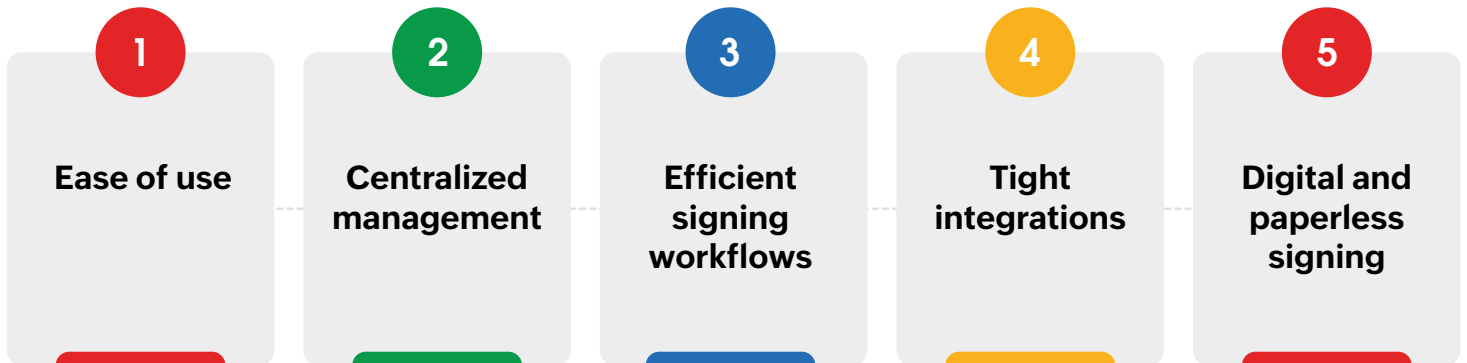 1
Ease of use
2
Centralized
management
3
Efficient
signing
workflows
4
Tight
integrations
5
Digital and
paperless
signing